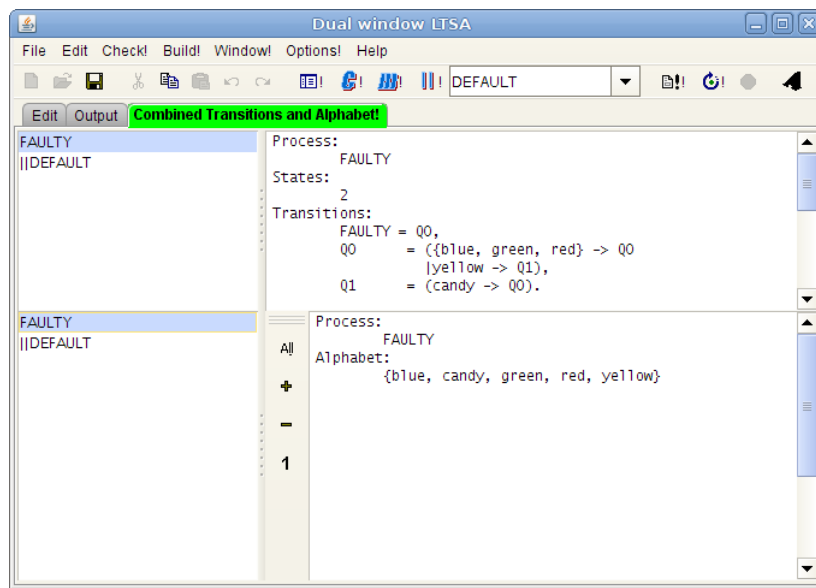 Dual window LTSA
File Edit Check! Build! Window! Options! Help
! ! ! ! DEFAULT ! !
Edit Output Combined Transitions and Alphabet!
FAULTY
||DEFAULT
Process:
FAULTY
States:
2
Transitions:
FAULTY = Q0,
Q0 = ({blue, green, red} -> Q0
|yellow -> Q1),
Q1 = (candy -> Q0).
FAULTY
||DEFAULT
All
+
-
1
Process:
FAULTY
Alphabet:
{blue, candy, green, red, yellow}